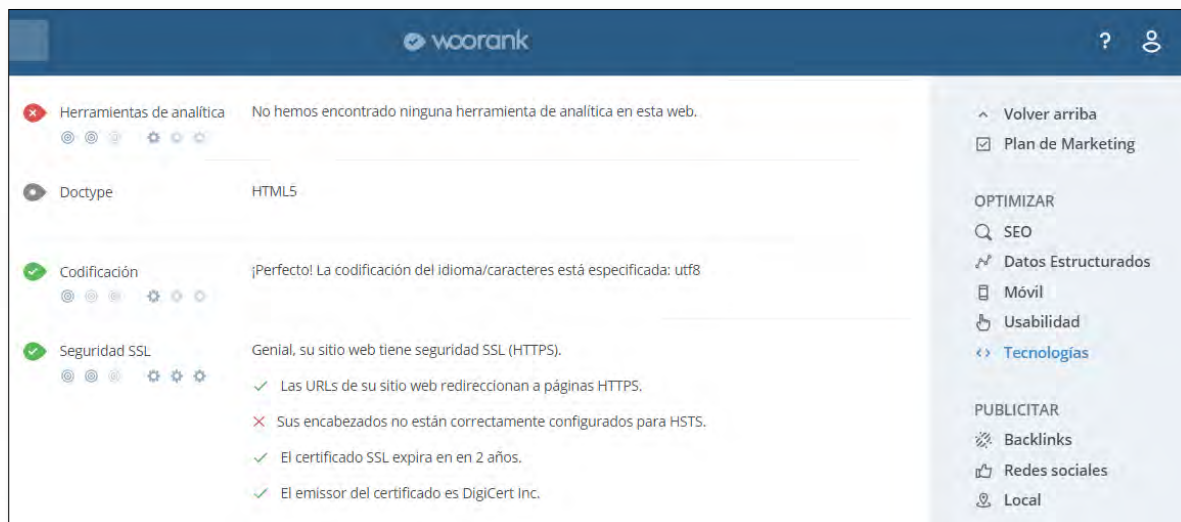 woorank
?
Herramientas de analítica
No hemos encontrado ninguna herramienta de analítica en esta web.
Doctype
HTML5
Codificación
¡Perfecto! La codificación del idioma/caracteres está especificada: utf8
Seguridad SSL
Genial, su sitio web tiene seguridad SSL (HTTPS).
Las URLs de su sitio web redireccionan a páginas HTTPS.
Sus encabezados no están correctamente configurados para HSTS.
El certificado SSL expira en en 2 años.
El emissor del certificado es DigiCert Inc.
Volver arriba
Plan de Marketing
OPTIMIZAR
SEO
Datos Estructurados
Móvil
Usabilidad
Tecnologías
PUBLICITAR
Backlinks
Redes sociales
Local